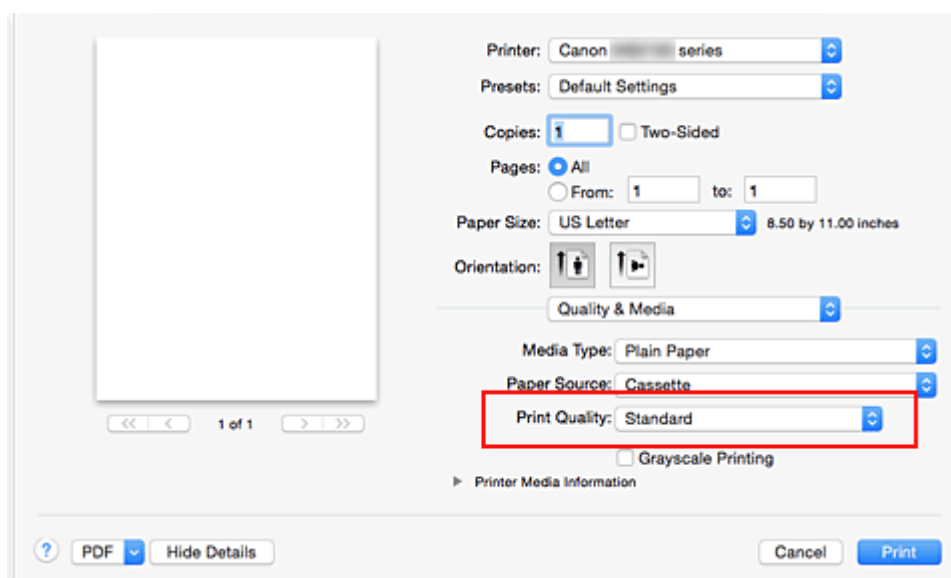 Printer: Canon series
Presets: Default Settings
Copies: 1 Two-Sided
Pages: All
From: 1 to: 1
Paper Size: US Letter 8.50 by 11.00 inches
Orientation:
Quality & Media
Media Type: Plain Paper
Paper Source: Cassette
Print Quality: Standard
Grayscale Printing
Printer Media Information
1 of 1
? PDF Hide Details Cancel Print